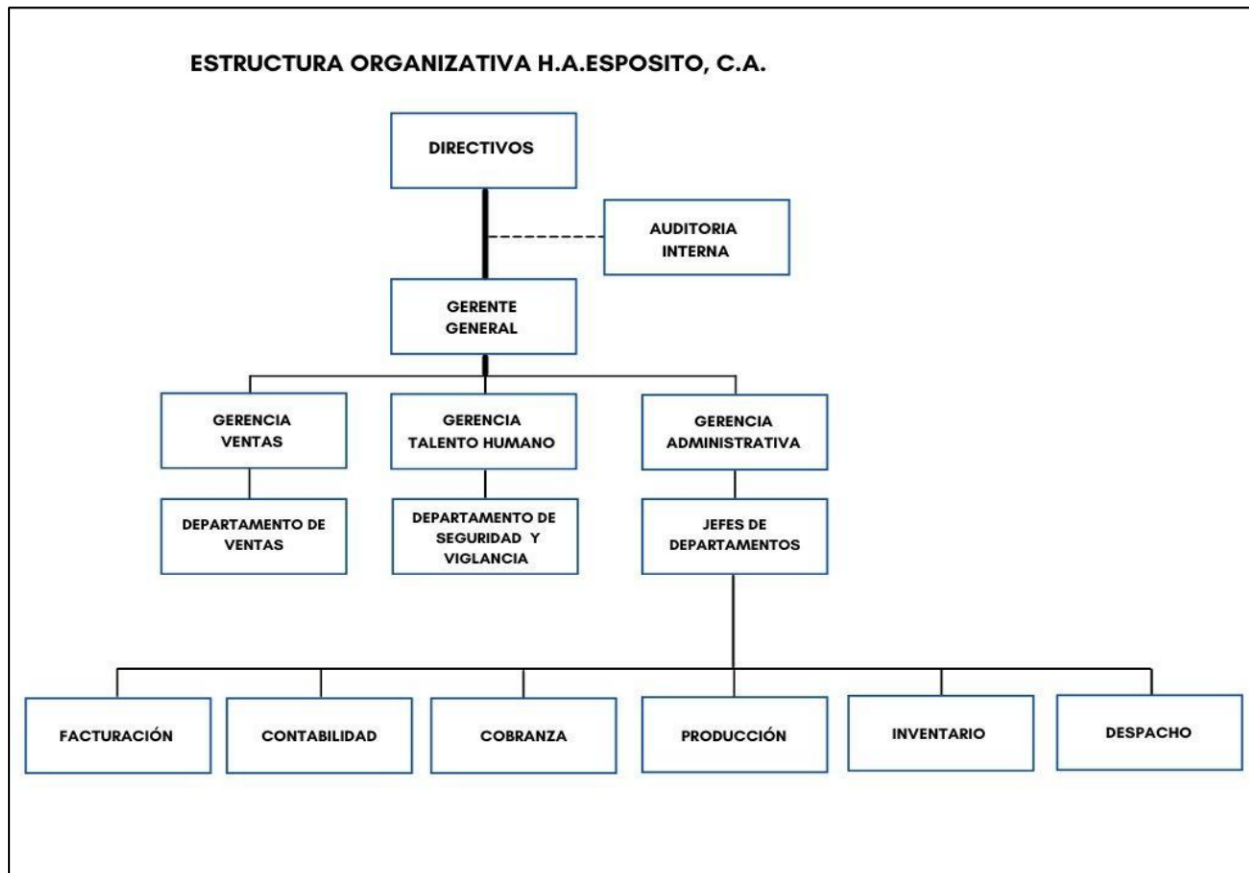 ESTRUCTURA ORGANIZATIVA H.A.ESPOSITO, C.A.
DIRECTIVOS
AUDITORIA
INTERNA
GERENTE
GENERAL
GERENCIA
VENTAS
GERENCIA
TALENTO HUMANO
GERENCIA
ADMINISTRATIVA
DEPARTAMENTO DE
VENTAS
DEPARTAMENTO DE
SEGURIDAD Y
VIGLANCIA
JEFES DE
DEPARTAMENTOS
FACTURACIÓN
CONTABILIDAD
COBRANZA
PRODUCCIÓN
INVENTARIO
DESPACHO